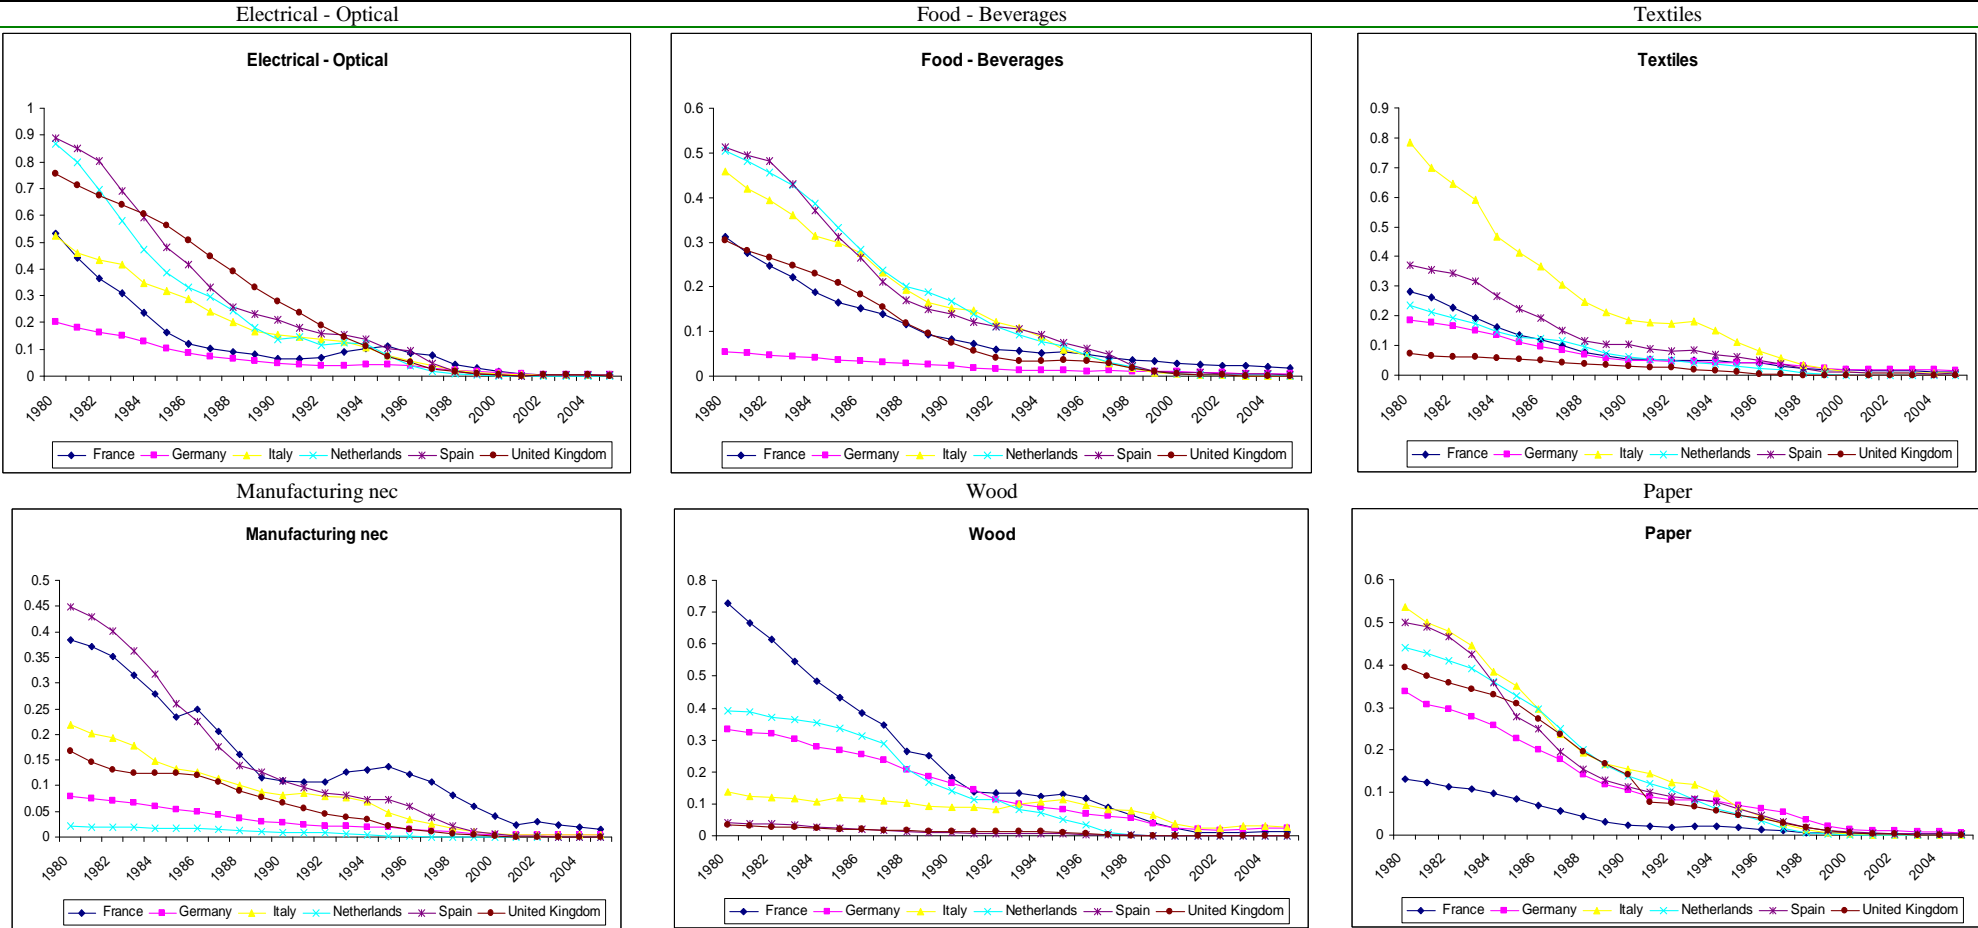 Electrical - Optical
Food - Beverages
Textiles
Electrical - Optical
1
0.9
0.8
0.7
0.6
0.5
0.4
0.3
0.2
0.1
0
1980 1982 1984 1986 1988 1990 1992 1994 1996 1998 2000 2002 2004
France Germany Italy Netherlands Spain United Kingdom
Food - Beverages
0.6
0.5
0.4
0.3
0.2
0.1
0
1980 1982 1984 1986 1988 1990 1992 1994 1996 1998 2000 2002 2004
France Germany Italy Netherlands Spain United Kingdom
Textiles
0.9
0.8
0.7
0.6
0.5
0.4
0.3
0.2
0.1
0
1980 1982 1984 1986 1988 1990 1992 1994 1996 1998 2000 2002 2004
France Germany Italy Netherlands Spain United Kingdom
Manufacturing nec
Wood
Paper
Manufacturing nec
0.5
0.45
0.4
0.35
0.3
0.25
0.2
0.15
0.1
0.05
0
1980 1982 1984 1986 1988 1990 1992 1994 1996 1998 2000 2002 2004
France Germany Italy Netherlands Spain United Kingdom
Wood
0.8
0.7
0.6
0.5
0.4
0.3
0.2
0.1
0
1980 1982 1984 1986 1988 1990 1992 1994 1996 1998 2000 2002 2004
France Germany Italy Netherlands Spain United Kingdom
Paper
0.6
0.5
0.4
0.3
0.2
0.1
0
1980 1982 1984 1986 1988 1990 1992 1994 1996 1998 2000 2002 2004
France Germany Italy Netherlands Spain United Kingdom